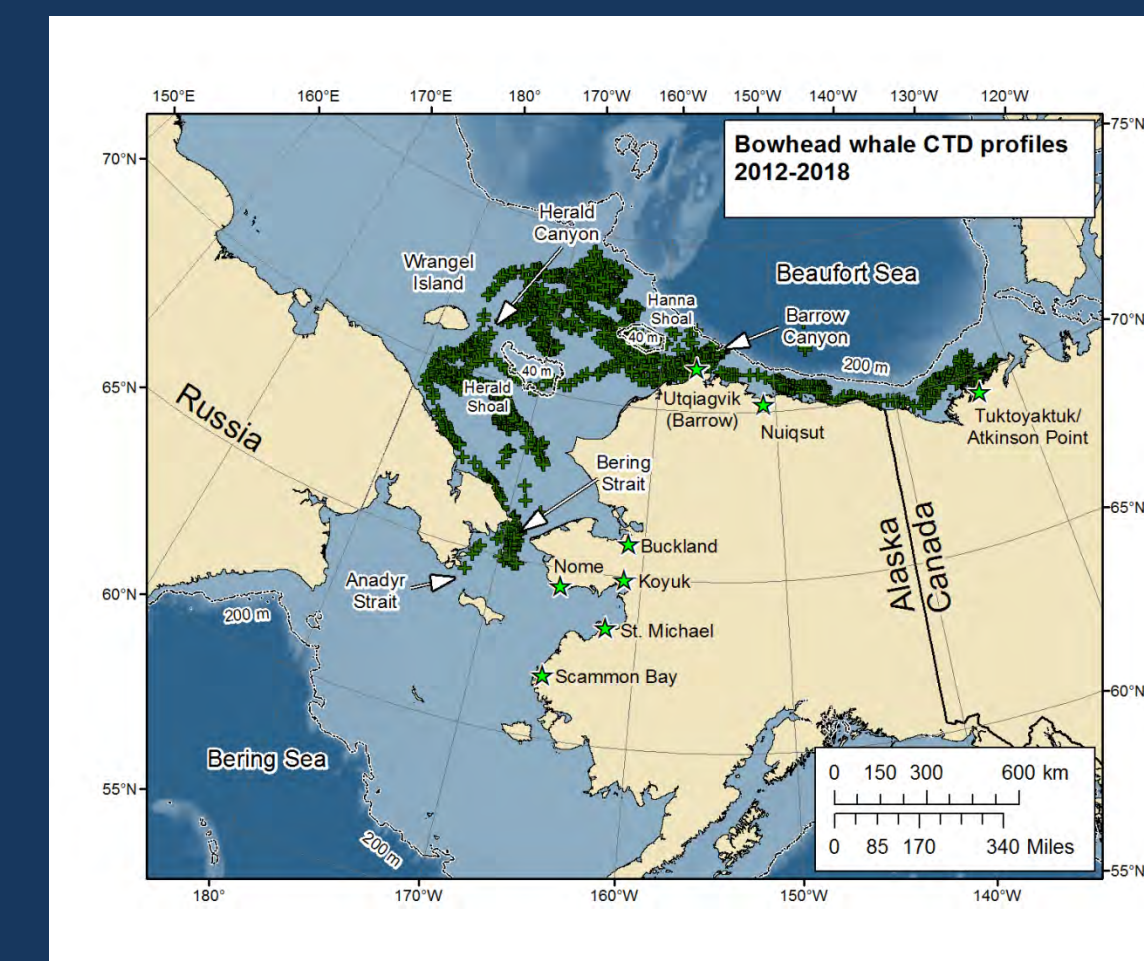 150°E 160°E 170°E 180° 170°W 160°W 150°W 140°W 130°W 120°W
75°N
Bowhead whale CTD profiles
2012-2018
70°N
Herald
Canyon
Wrangel
Island
Beaufort Sea
Hanna
Shoal
Barrow
Canyon
70°N
40 m
200 m
40 m
65°N
Herald
Shoal
Russia
Utqiagvik
(Barrow)
Nuiqsut
Tuktoyaktuk/
Atkinson Point
Bering
Strait
65°N
Alaska
Canada
Buckland
Nome
Koyuk
Anadyr
Strait
60°N
200 m
St. Michael
Scammon Bay
60°N
Bering Sea
0 150 300 600 km
55°N
200 m
0 85 170 340 Miles
55°N
180° 170°W 160°W 150°W 140°W